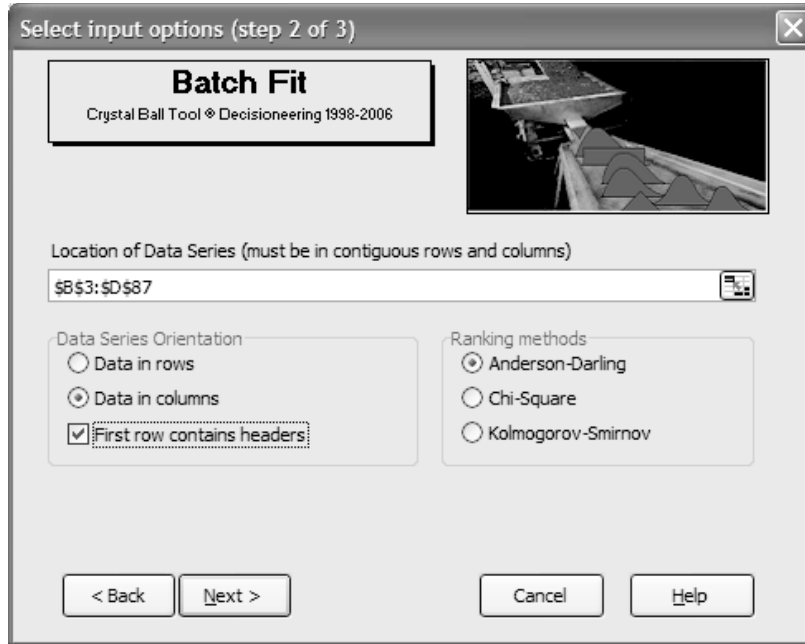 Select input options (step 2 of 3)
Batch Fit
Crystal Ball Tool ® Decisioneering 1998-2006
Location of Data Series (must be in contiguous rows and columns)
$B$3:$D$87
Data Series Orientation
Data in rows
Data in columns
First row contains headers
Ranking methods
Anderson-Darling
Chi-Square
Kolmogorov-Smirnov
< Back
Next >
Cancel
Help